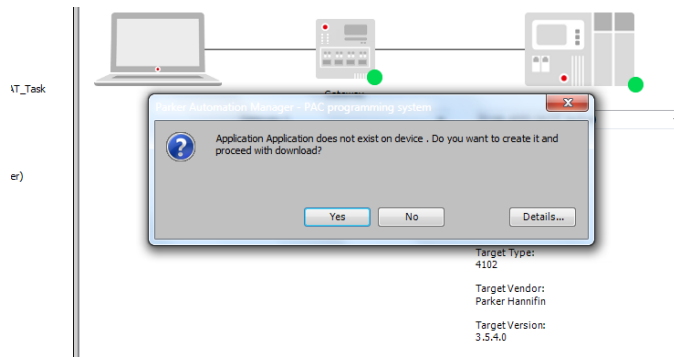 AT_Task
Parker Automation Manager - PAC programming system
Application Application does not exist on device . Do you want to create it and
proceed with download?
er)
Yes
No
Details...
Target Type:
4102
Target Vendor:
Parker Hannifin
Target Version:
3.5.4.0